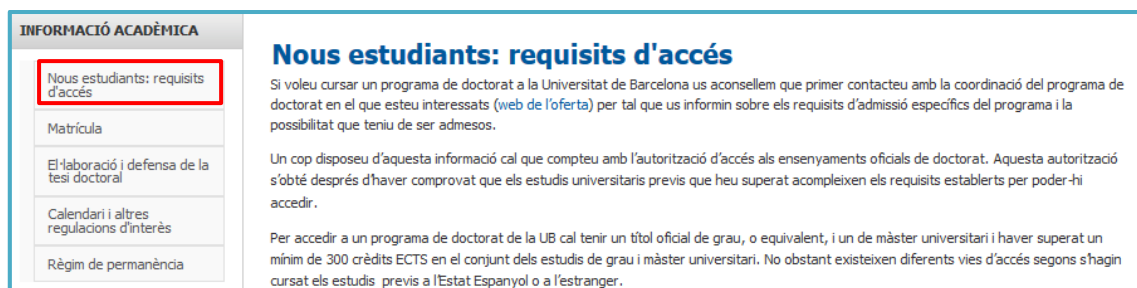 INFORMACIÓ ACADÈMICA
Nous estudiants: requisits
d'accés
Matrícula
El·laboració i defensa de la
tesi doctoral
Calendari i altres
regulacions d'interès
Règim de permanència
Nous estudiants: requisits d'accés
Si voleu cursar un programa de doctorat a la Universitat de Barcelona us aconsellem que primer contacteu amb la coordinació del programa de
doctorat en el que esteu interessats (web de l’oferta) per tal que us informin sobre els requisits d’admissió específics del programa i la
possibilitat que teniu de ser admesos.
Un cop disposeu d’aquesta informació cal que compteu amb l’autorització d’accés als ensenyaments oficials de doctorat. Aquesta autorització
s’obté després d’haver comprovat que els estudis universitaris previs que heu superat acompleixen els requisits establerts per poder-hi
accedir.
Per accedir a un programa de doctorat de la UB cal tenir un títol oficial de grau, o equivalent, i un de màster universitari i haver superat un
mínim de 300 crèdits ECTS en el conjunt dels estudis de grau i màster universitari. No obstant existeixen diferents vies d’accés segons s’hagin
cursat els estudis previs a l’Estat Espanyol o a l’estranger.